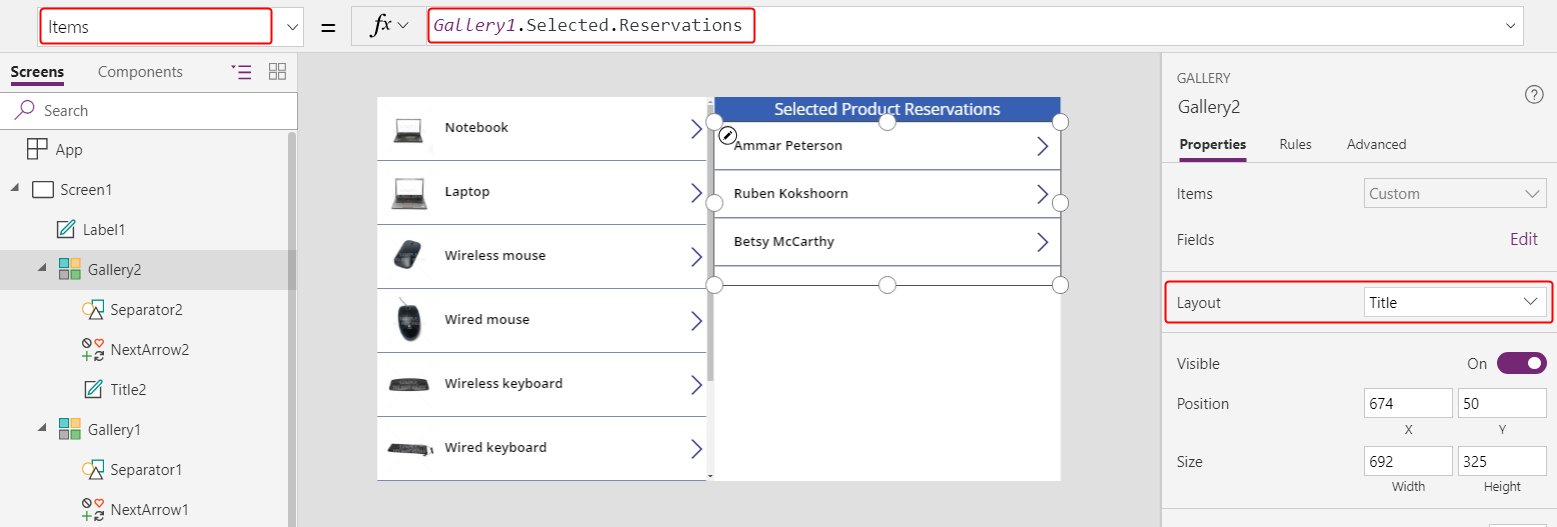 Items = fx Gallery1.Selected.Reservations
Screens Components
Search
App
Screen1
Label1
Gallery2
Separator2
NextArrow2
Title2
Gallery1
Separator1
NextArrow1
Notebook
Laptop
Wireless mouse
Wired mouse
Wireless keyboard
Wired keyboard
Selected Product Reservations
Ammar Peterson
Ruben Kokshoorn
Betsy McCarthy
GALLERY
Gallery2
Properties Rules Advanced
Items Custom
Fields Edit
Layout Title
Visible On
Position 674 50
X Y
Size 692 325
Width Height